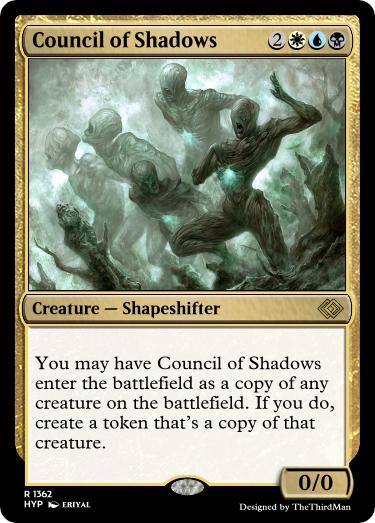 Council of Shadows 2
Creature — Shapeshifter
You may have Council of Shadows
enter the battlefield as a copy of any
creature on the battlefield. If you do,
create a token that's a copy of that
creature.
0/0
R 1362
HYP ERIYAL
Designed by TheThirdMan